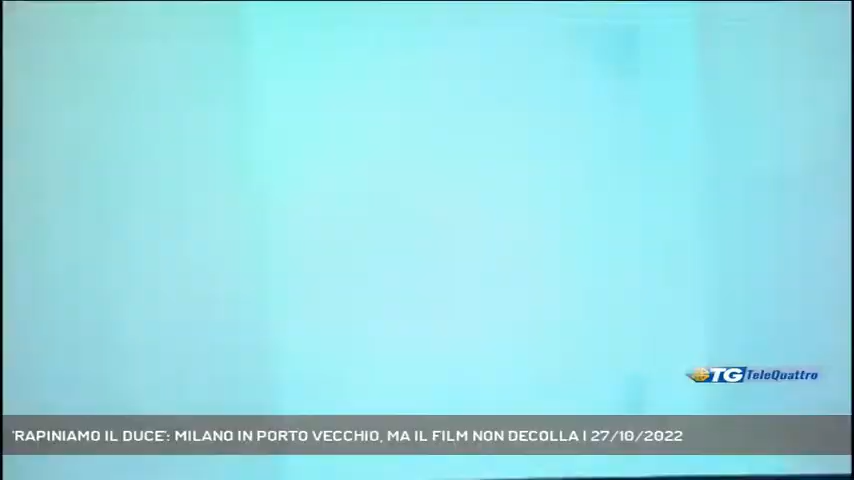 TG TeleQuattro
'RAPINIAMO IL DUCE': MILANO IN PORTO VECCHIO, MA IL FILM NON DECOLLA | 27/10/2022